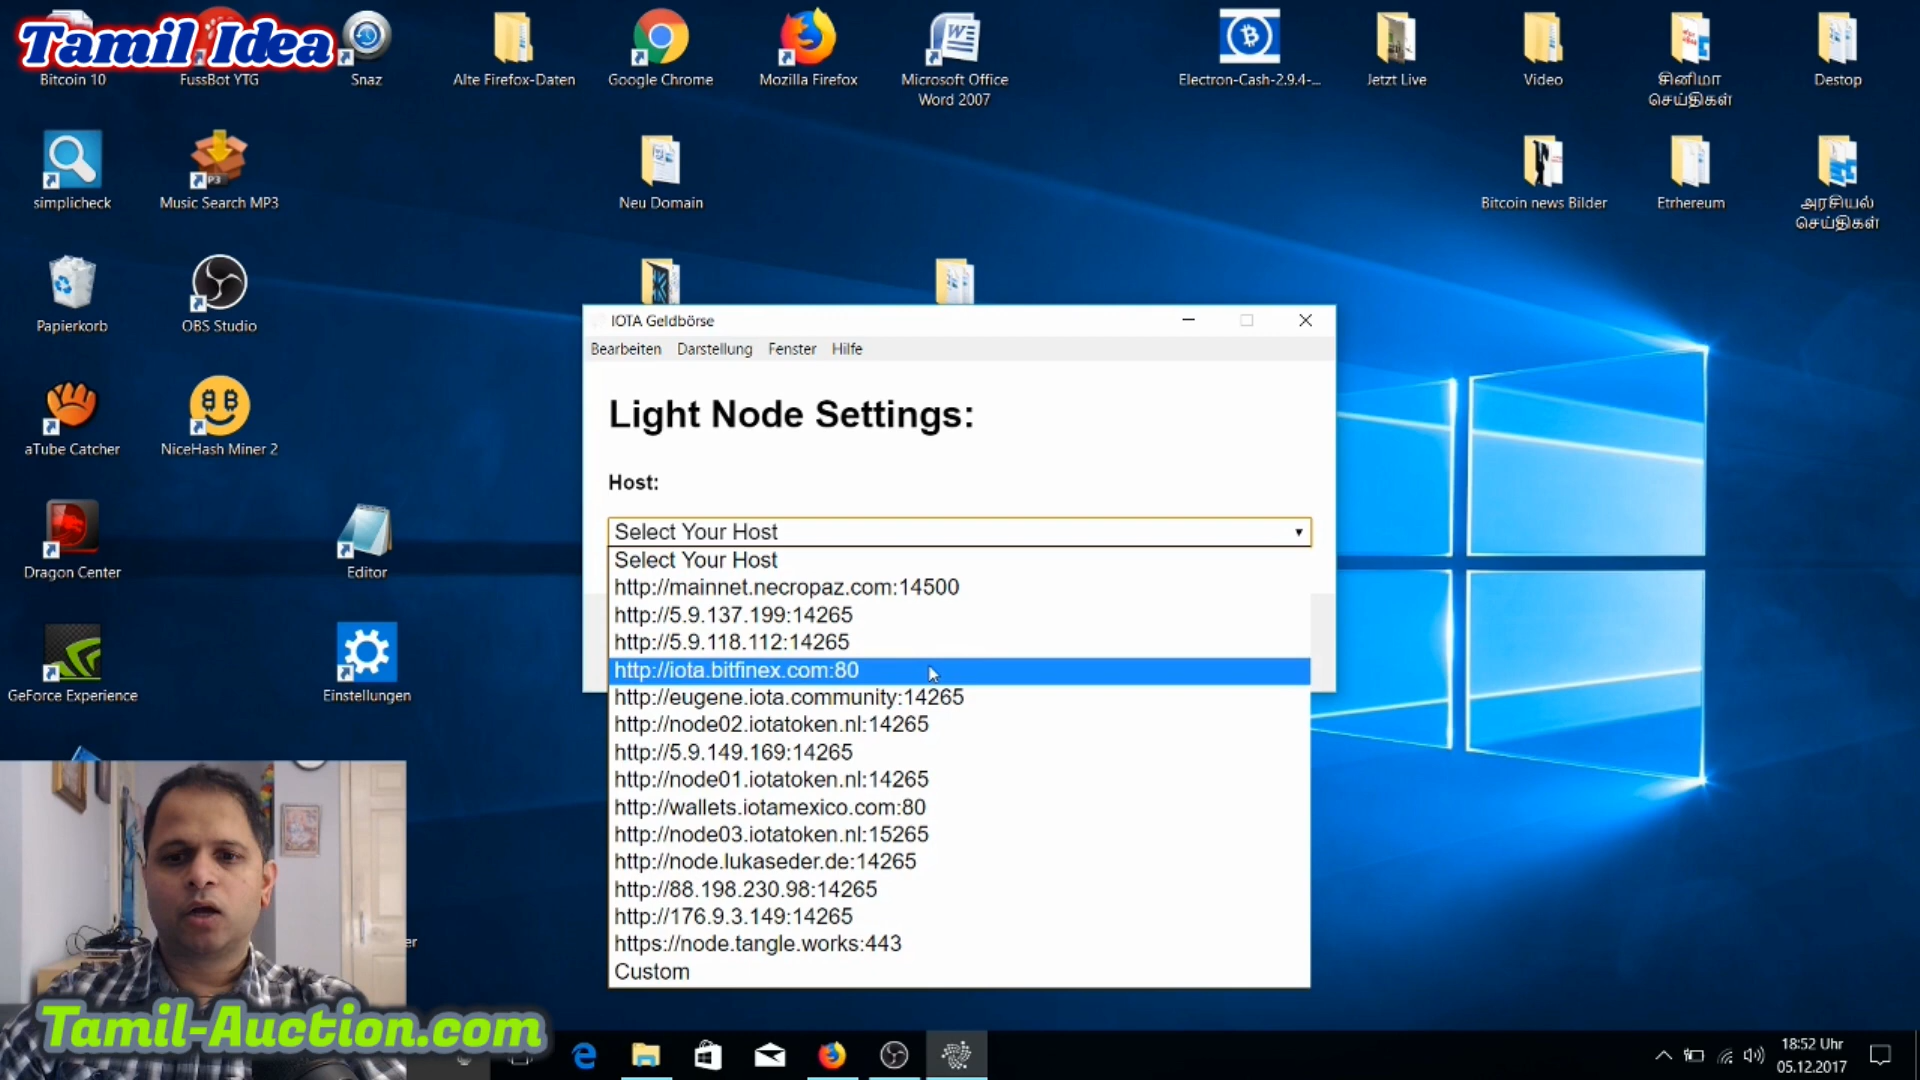 Tamil Idea
Bitcoin 10
FussBot YTG
Snaz
Alte Firefox-Daten
Google Chrome
Mozilla Firefox
Microsoft Office
Word 2007
Electron-Cash-2.9.4-...
Jetzt Live
Video
சினிமா
செய்திகள்
Destop
simplicheck
Music Search MP3
Neu Domain
Bitcoin news Bilder
Etrhereum
அரசியல்
செய்திகள்
Papierkorb
OBS Studio
aTube Catcher
NiceHash Miner 2
Dragon Center
Editor
GeForce Experience
Einstellungen
IOTA Geldbörse
Bearbeiten Darstellung Fenster Hilfe
Light Node Settings:
Host:
Select Your Host
Select Your Host
http://mainnet.necropaz.com:14500
http://5.9.137.199:14265
http://5.9.118.112:14265
http://iota.bitfinex.com:80
http://eugene.iota.community:14265
http://node02.iotatoken.nl:14265
http://5.9.149.169:14265
http://node01.iotatoken.nl:14265
http://wallets.iotamexico.com:80
http://node03.iotatoken.nl:15265
http://node.lukaseder.de:14265
http://88.198.230.98:14265
http://176.9.3.149:14265
https://node.tangle.works:443
Custom
Tamil-Auction.com
18:52 Uhr
05.12.2017